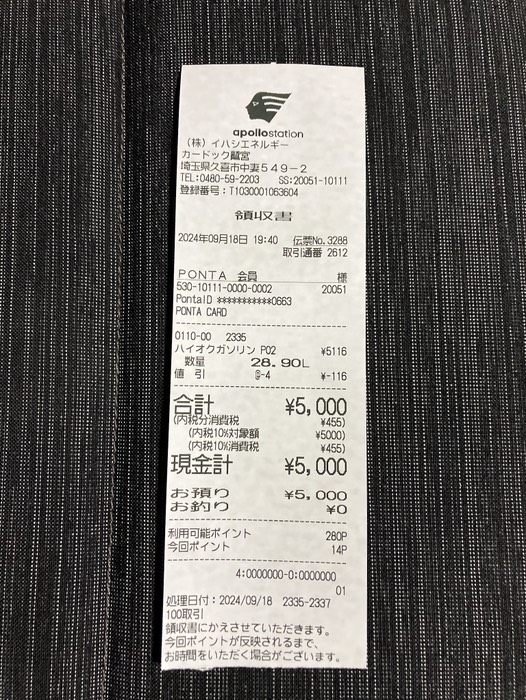 apollostation
(株)イハシエネルギー
カードック鷲宮
埼玉県久喜市中妻549-2
TEL:0480-59-2203 SS:20051-10111
登録番号:T1030001063604
領収書
2024年09月18日 19:40 伝票No.3288
取引通番 2612
PONTA 会員 様
530-10111-0000-0002 20051
PontaID ***********0663
PONTA CARD
0110-00 2335
ハイオクガソリン P02 ¥5116
数量 28.90L
値 引 @-4 ¥-116
合計 ¥5,000
(内税分消費税 ¥455)
(内税10%対象額 ¥5000)
(内税10%消費税 ¥455)
現金計 ¥5,000
お預り ¥5,000
お釣り ¥0
利用可能ポイント 280P
今回ポイント 14P
4:0000000-0:0000000
01
処理日付:2024/09/18 2335-2337
100取引
領収書にかえさせていただきます。
今回ポイントが反映されるまで、
お時間をいただく場合がございます。